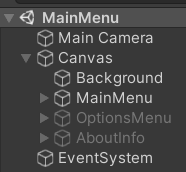 MainMenu
Main Camera
Canvas
Background
MainMenu
OptionsMenu
AboutInfo
EventSystem